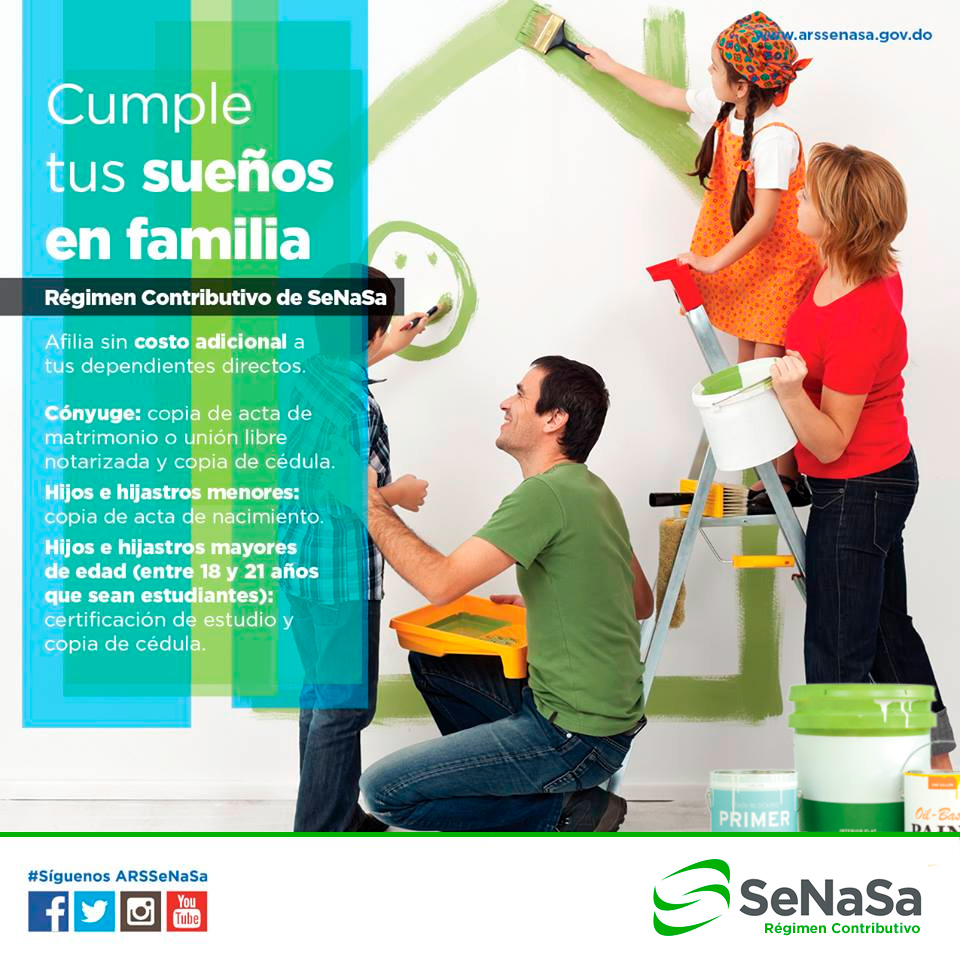 www.arssenasa.gov.do
Cumple
tus sueños
en familia
Régimen Contributivo de SeNaSa
Afilia sin costo adicional a
tus dependientes directos.
Cónyuge: copia de acta de
matrimonio o unión libre
notarizada y copia de cédula.
Hijos e hijastros menores:
copia de acta de nacimiento.
Hijos e hijastros mayores
de edad (entre 18 y 21 años
que sean estudiantes):
certificación de estudio y
copia de cédula.
PRIMER
Oil-Bas
PAIN
#Síguenos ARSSeNaSa
You
Tube
SeNaSa
Régimen Contributivo